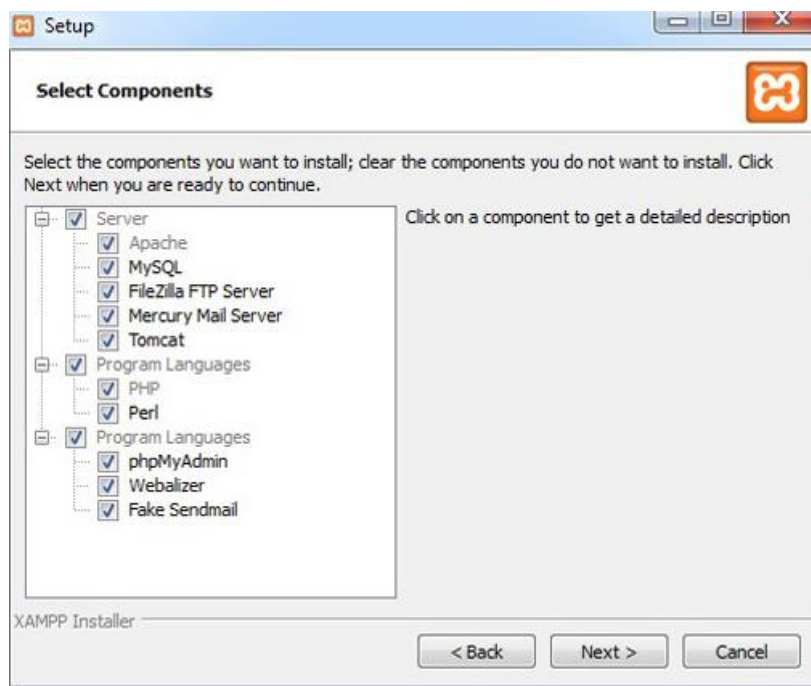 Setup
Select Components
Select the components you want to install; clear the components you do not want to install. Click
Next when you are ready to continue.
Server
Apache
MySQL
FileZilla FTP Server
Mercury Mail Server
Tomcat
Program Languages
PHP
Perl
Program Languages
phpMyAdmin
Webalizer
Fake Sendmail
Click on a component to get a detailed description
XAMPP Installer
< Back
Next >
Cancel